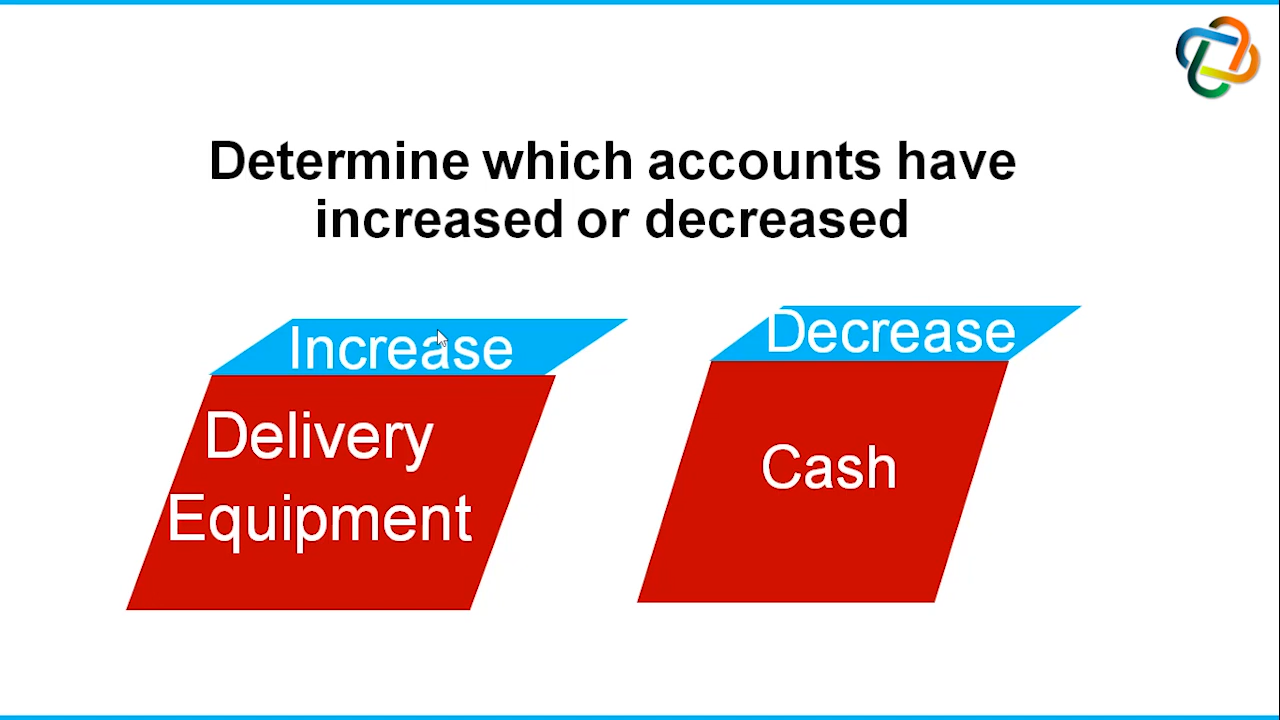 Determine which accounts have
increased or decreased
Increase
Delivery
Equipment
Decrease
Cash